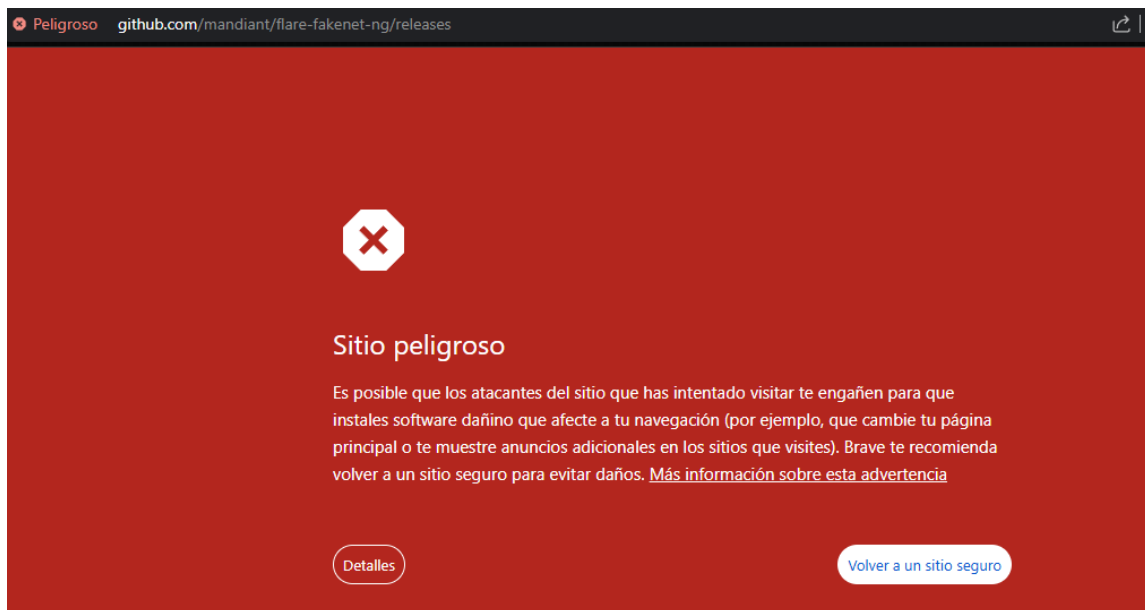 Peligroso github.com/mandiant/flare-fakenet-ng/releases
Sitio peligroso
Es posible que los atacantes del sitio que has intentado visitar te engañen para que
instales software dañino que afecte a tu navegación (por ejemplo, que cambie tu página
principal o te muestre anuncios adicionales en los sitios que visites). Brave te recomienda
volver a un sitio seguro para evitar daños. Más información sobre esta advertencia
Detalles Volver a un sitio seguro